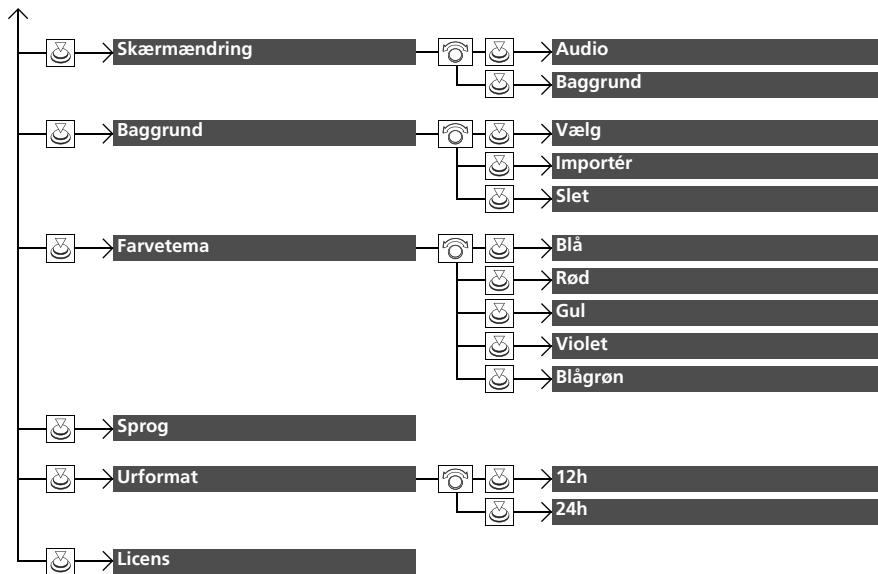 Skærmændring
Audio
Baggrund
Baggrund
Vælg
Importér
Slet
Farvetema
Blå
Rød
Gul
Violet
Blågrøn
Sprog
Urformat
12h
24h
Licens